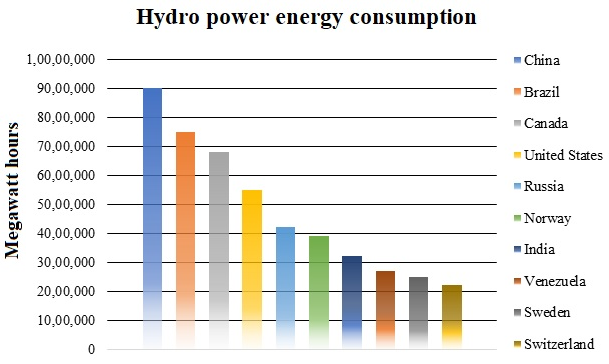 Hydro power energy consumption
Megawatt hours
1,00,00,000
90,00,000
80,00,000
70,00,000
60,00,000
50,00,000
40,00,000
30,00,000
20,00,000
10,00,000
0
China
Brazil
Canada
United States
Russia
Norway
India
Venezuela
Sweden
Switzerland